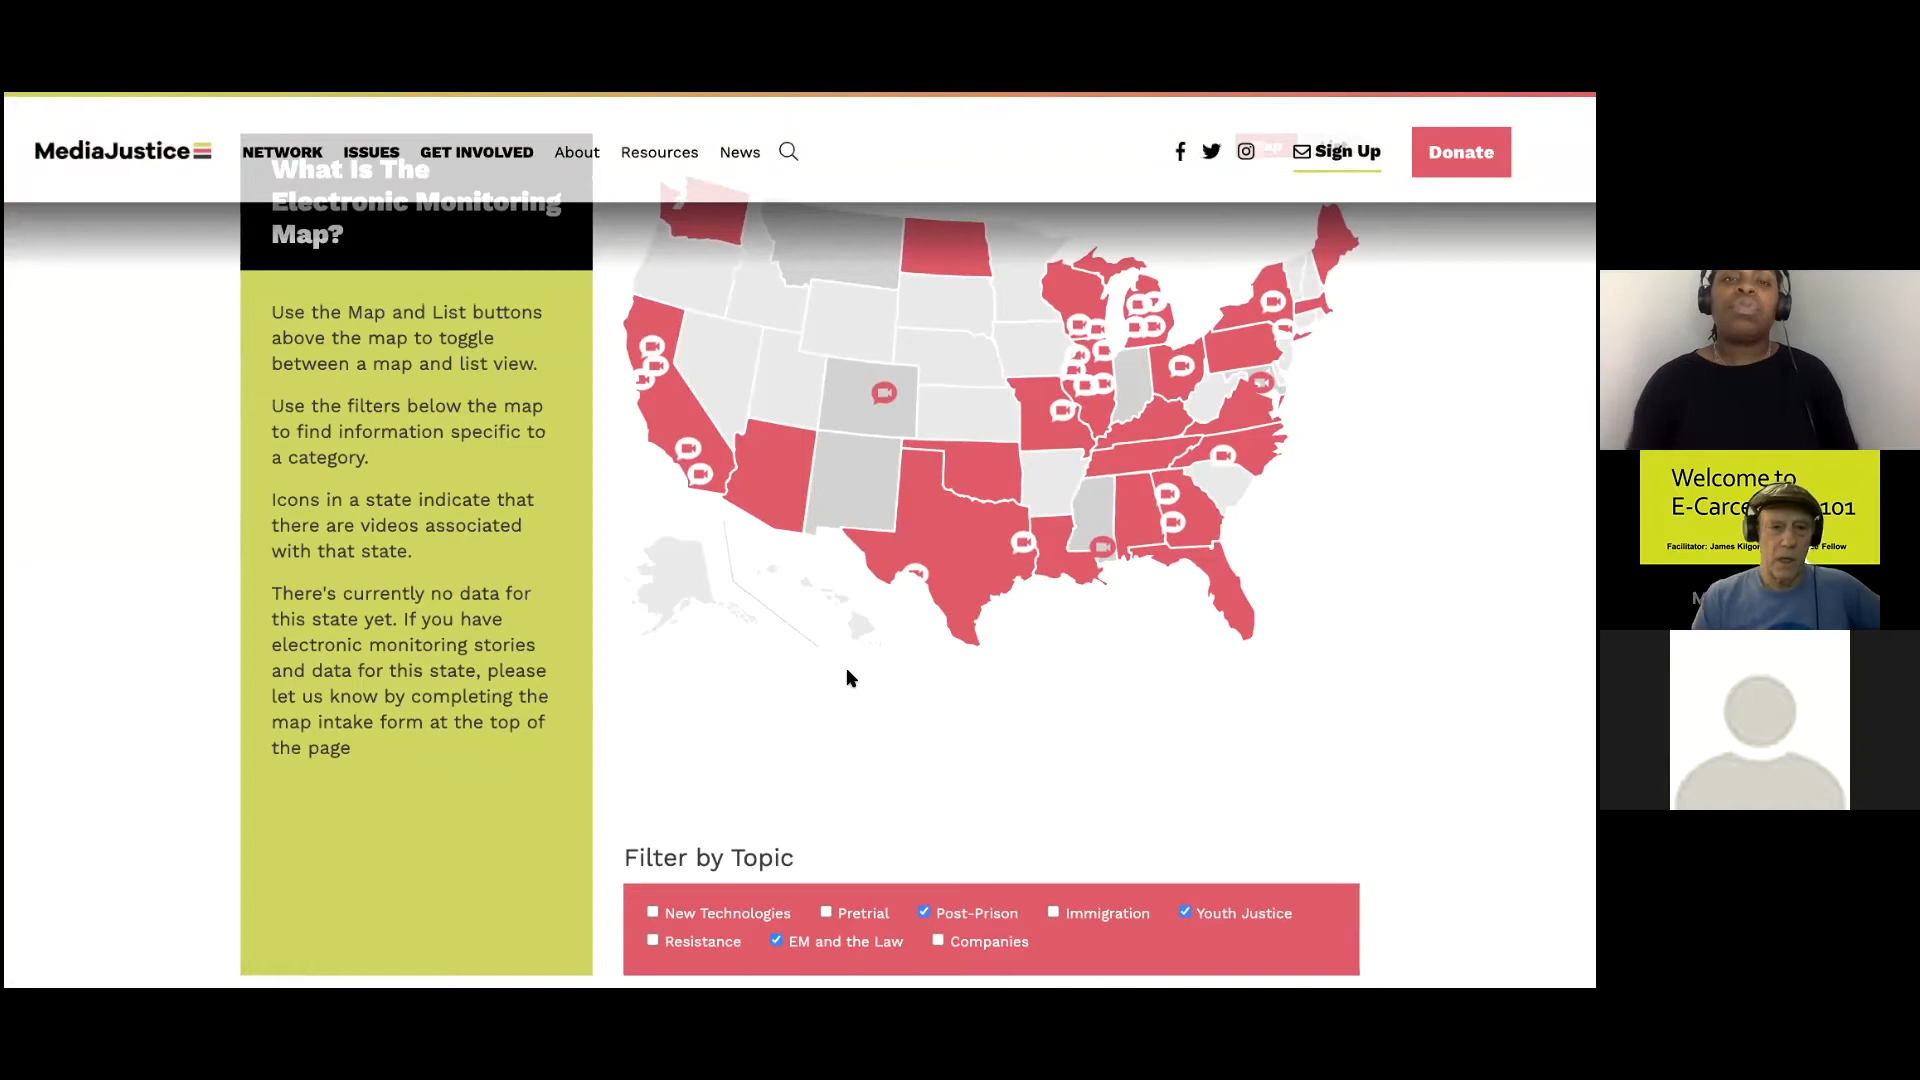 MediaJustice
NETWORK ISSUES GET INVOLVED About Resources News
Sign Up
Donate
What Is The
Electronic Monitoring
Map?
Use the Map and List buttons
above the map to toggle
between a map and list view.
Use the filters below the map
to find information specific to
a category.
Icons in a state indicate that
there are videos associated
with that state.
There's currently no data for
this state yet. If you have
electronic monitoring stories
and data for this state, please
let us know by completing the
map intake form at the top of
the page
Filter by Topic
New Technologies Pretrial Post-Prison Immigration Youth Justice
Resistance EM and the Law Companies
Welcome to
101
Facilitator: James Fellow